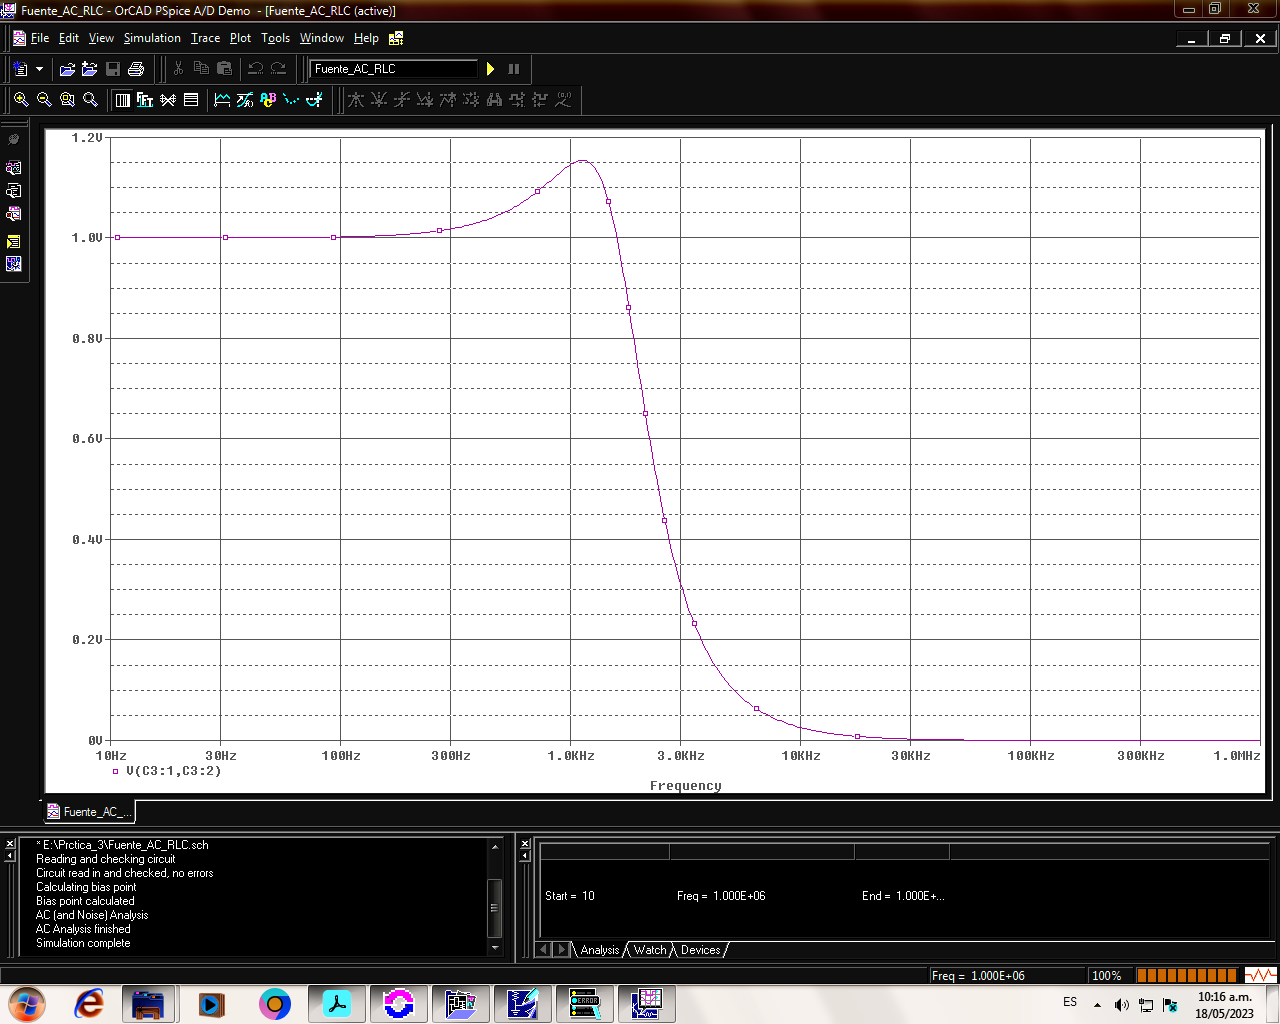 Fuente_AC_RLC - OrCAD PSpice A/D Demo - [Fuente_AC_RLC (active)]
File Edit View Simulation Trace Plot Tools Window Help
Fuente_AC_RLC
FFT
1.2V
1.0V
0.8V
0.6V
0.4V
0.2V
0V
10Hz 30Hz 100Hz 300Hz 1.0KHz 3.0KHz 10KHz 30KHz 100KHz 300KHz 1.0MHz
V(C3:1,C3:2)
Frequency
Fuente_AC_...
* E:\Prctica_3\Fuente_AC_RLC.sch
Reading and checking circuit
Circuit read in and checked, no errors
Calculating bias point
Bias point calculated
AC (and Noise) Analysis
AC Analysis finished
Simulation complete
Start = 10 Freq = 1.000E+06 End = 1.000E+...
Analysis Watch Devices
Freq = 1.000E+06 100%
ERROR
ES
10:16 a.m.
18/05/2023